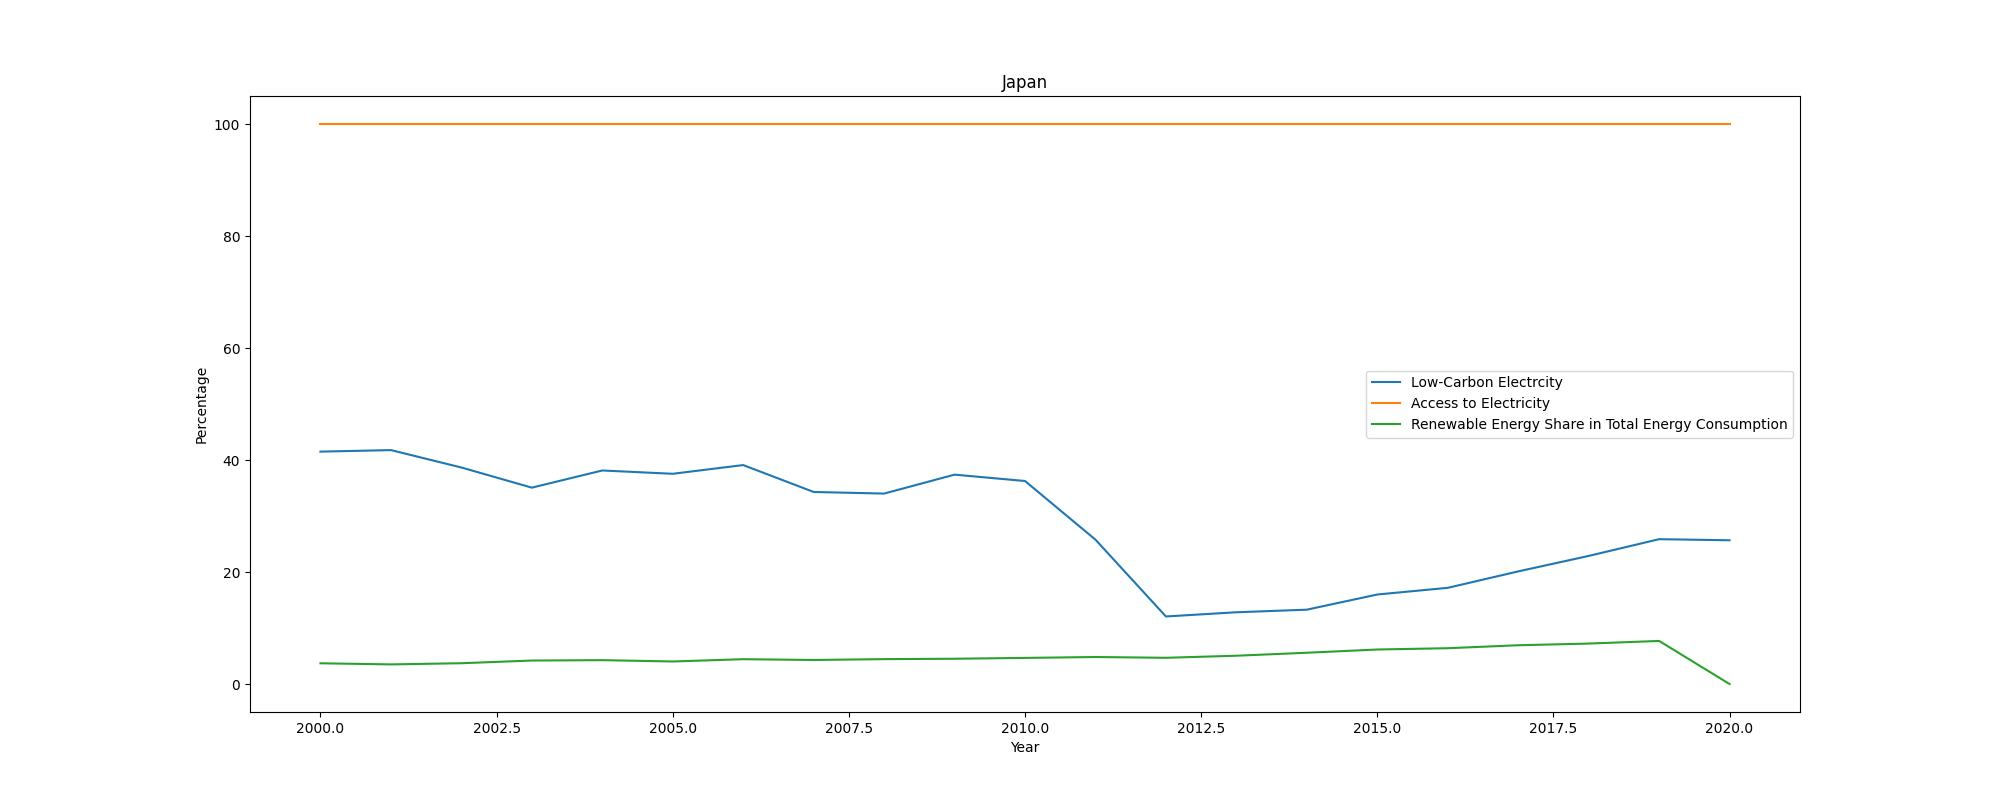 Japan
100
80
60
40
20
0
Percentage
Low-Carbon Electrcity
Access to Electricity
Renewable Energy Share in Total Energy Consumption
2000.0 2002.5 2005.0 2007.5 2010.0 2012.5 2015.0 2017.5 2020.0
Year